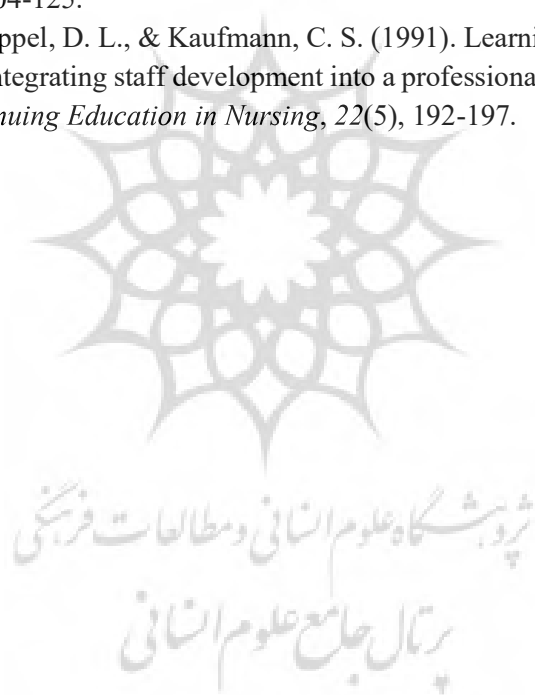 04-125.
ppel, D. L., & Kaufmann, C. S. (1991). Learni
ntegrating staff development into a professiona
nuing Education in Nursing, 22(5), 192-197.
پژوهشگاه علوم انسانی و مطالعات فرهنگی
پرتال جامع علوم انسانی